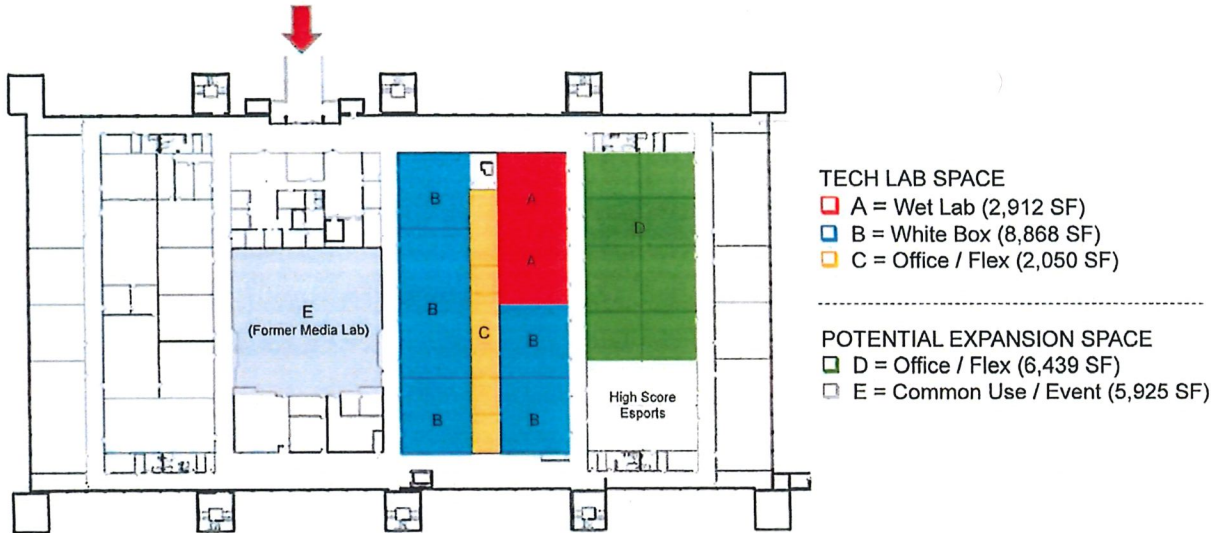 TECH LAB SPACE
A = Wet Lab (2,912 SF)
B = White Box (8,868 SF)
C = Office / Flex (2,050 SF)
POTENTIAL EXPANSION SPACE
D = Office / Flex (6,439 SF)
E = Common Use / Event (5,925 SF)
B
A
D
A
E
(Former Media Lab)
B
C
B
High Score
Esports
B
B